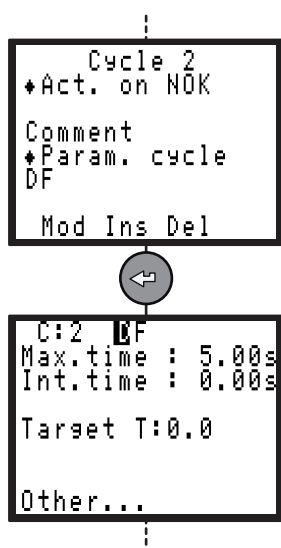 Cycle 2
♦Act. on NOK
Comment
♦Param. cycle
DF
Mod Ins Del
C:2 DF
Max.time : 5.00s
Int.time : 0.00s
Target T:0.0
Other...